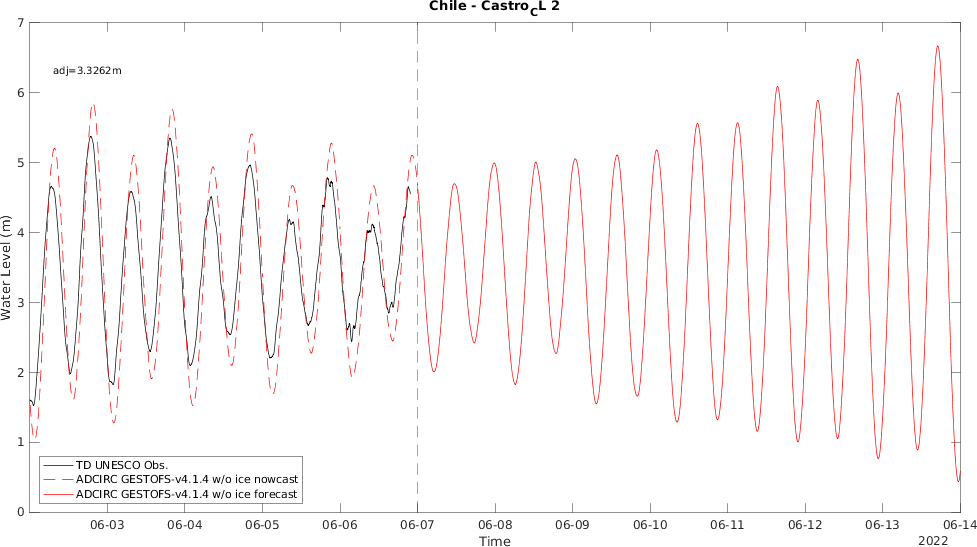 Chile - Castro_CL 2
7
adj=3.3262m
6
5
4
3
2
1
0
Water Level (m)
TD UNESCO Obs.
ADCIRC GESTOFS-v4.1.4 w/o ice nowcast
ADCIRC GESTOFS-v4.1.4 w/o ice forecast
06-03 06-04 06-05 06-06 06-07 06-08 06-09 06-10 06-11 06-12 06-13 06-14
Time
2022